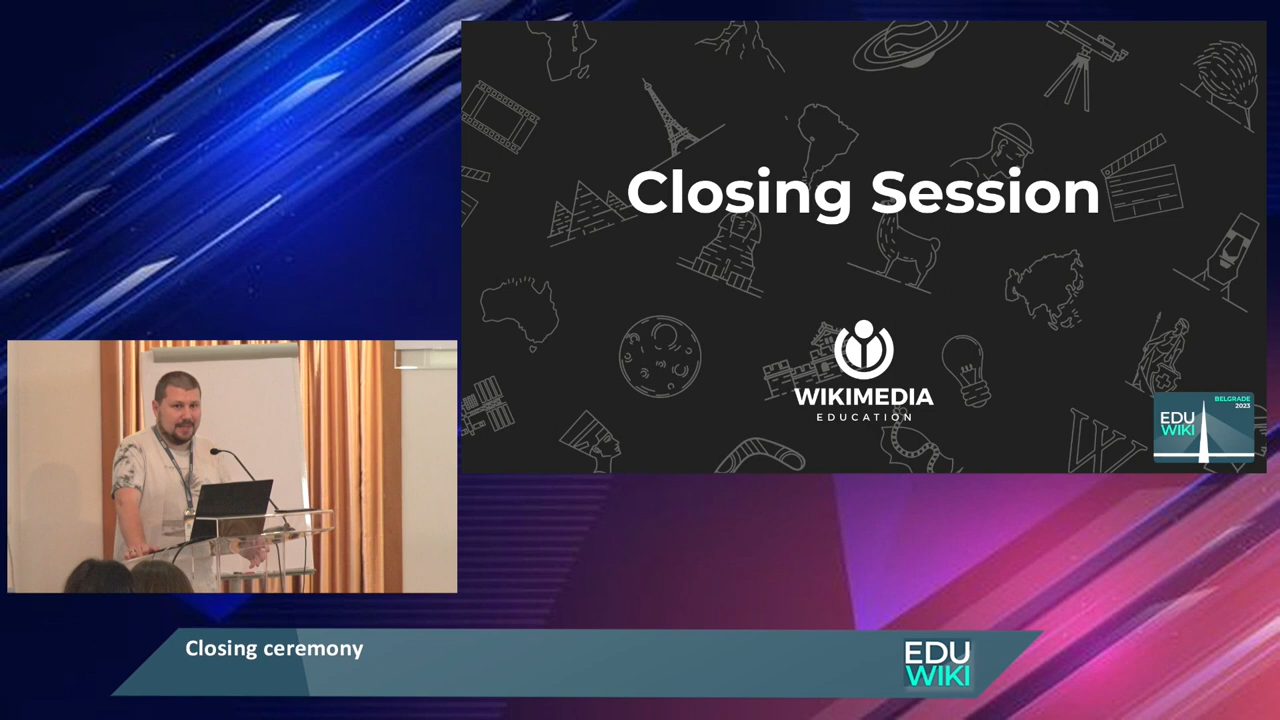 Closing Session
WIKIMEDIA
EDUCATION
BELGRADE
2023
EDU
WIKI
Closing ceremony
EDU
WIKI